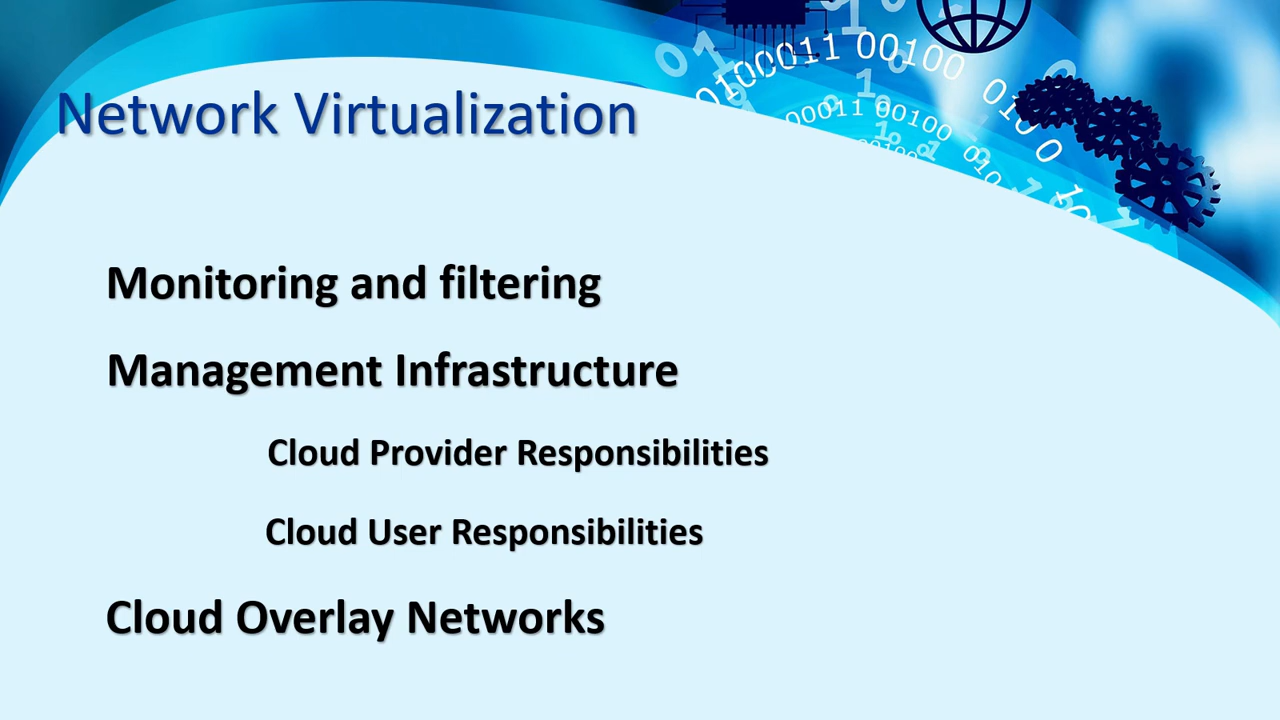 Network Virtualization
Monitoring and filtering
Management Infrastructure
Cloud Provider Responsibilities
Cloud User Responsibilities
Cloud Overlay Networks